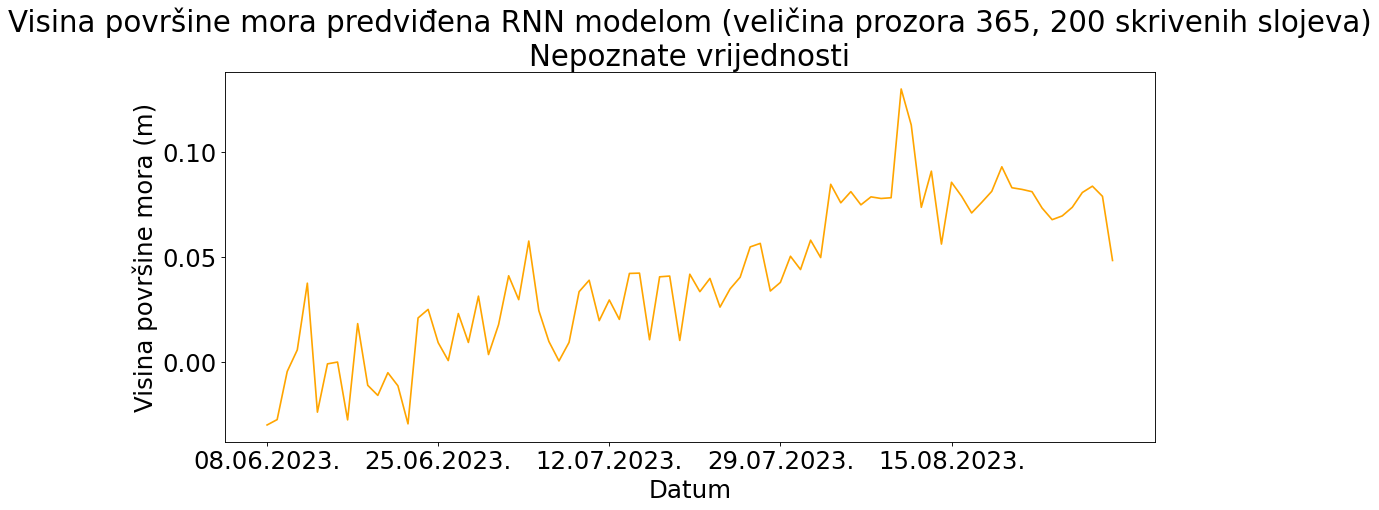 Visina površine mora predviđena RNN modelom (veličina prozora 365, 200 skrivenih slojeva)
Nepoznate vrijednosti
Visina površine mora (m)
0.10
0.05
0.00
08.06.2023. 25.06.2023. 12.07.2023. 29.07.2023. 15.08.2023.
Datum